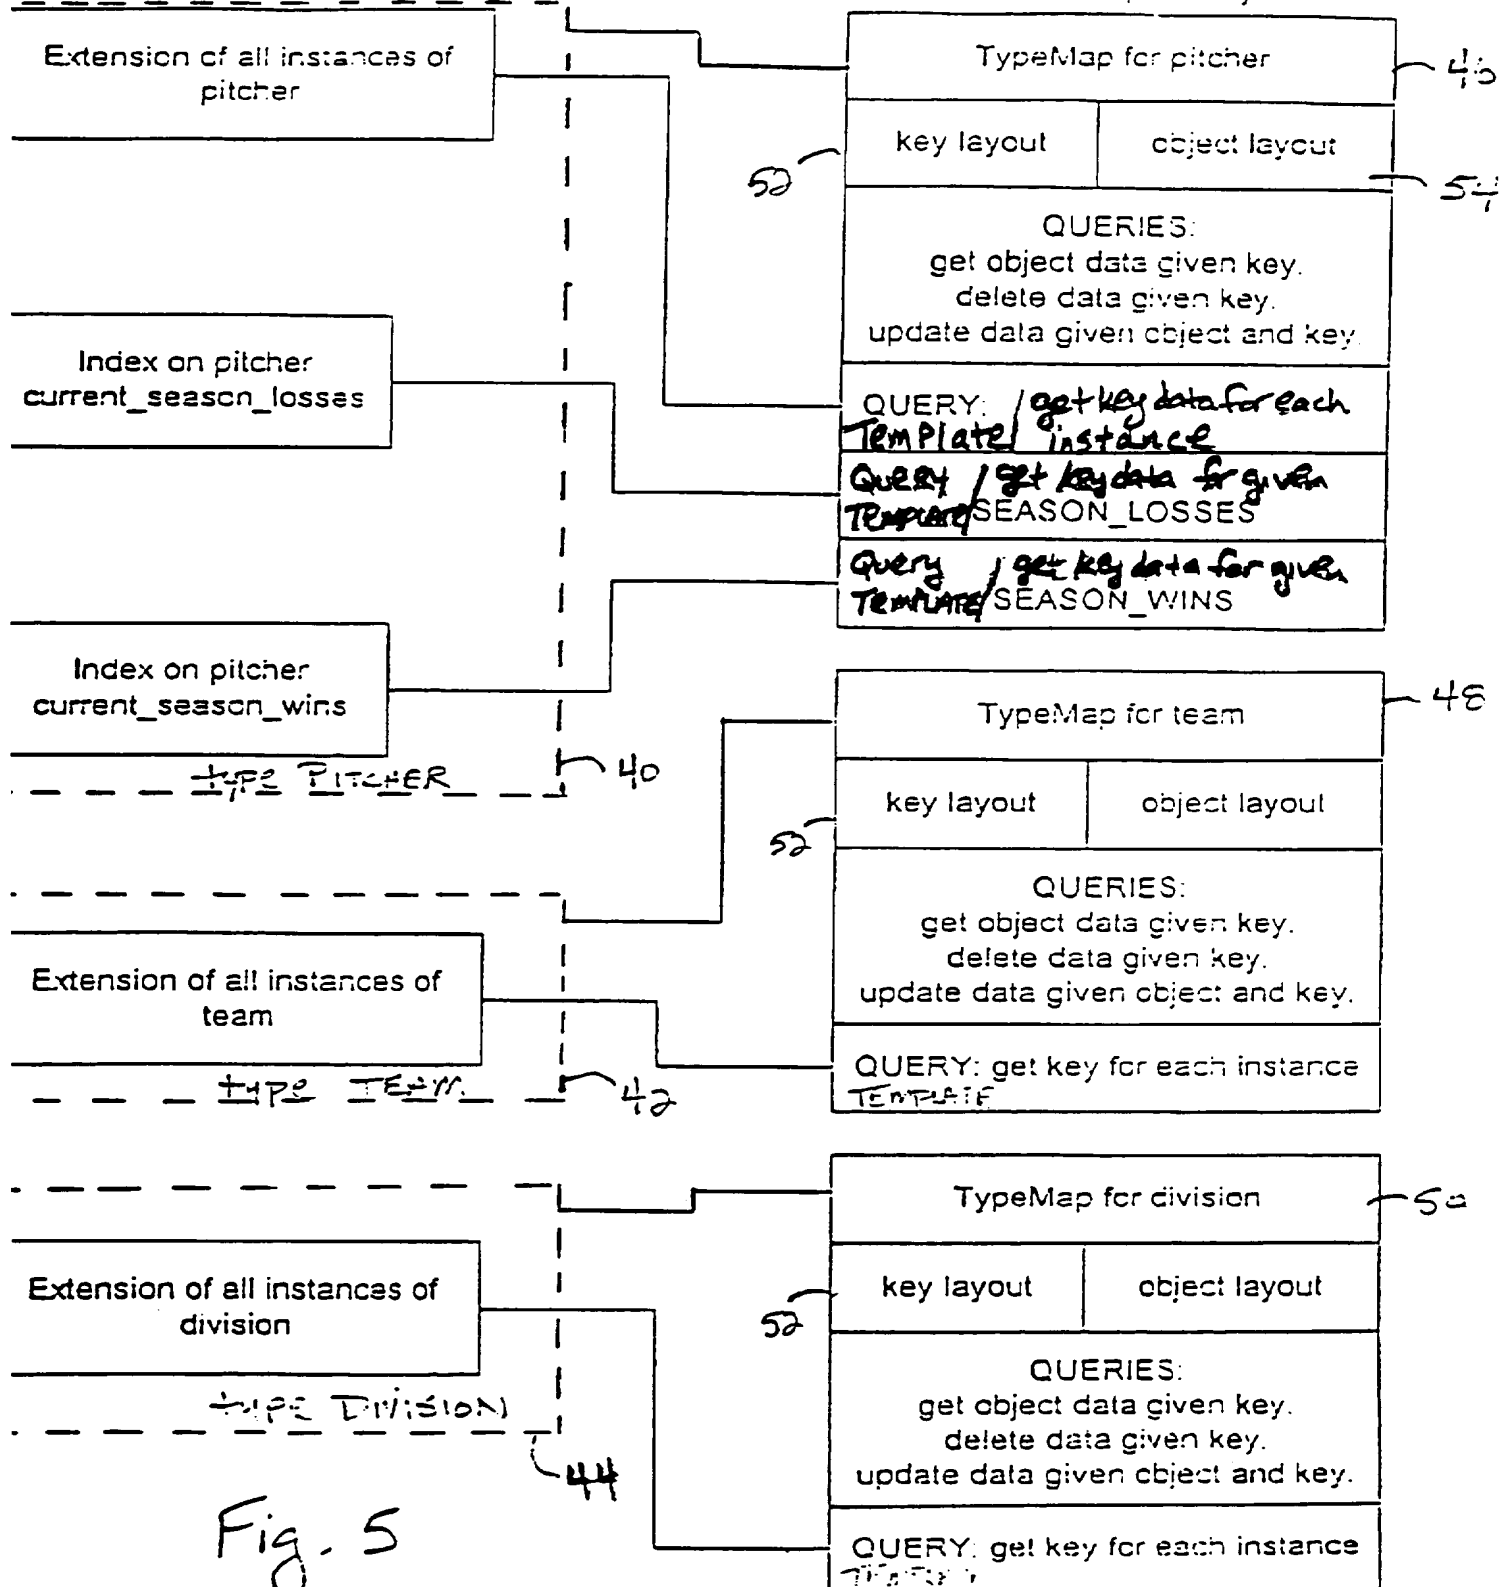 Extension of all instances of
pitcher
Index on pitcher
current_season_losses
Index on pitcher
current_season_wins
type PITCHER
40
TypeMap for pitcher
46
key layout
object layout
52
54
QUERIES:
get object data given key.
delete data given key.
update data given object and key.
QUERY: / get key data for each
Template / instance
Query / get key data for given
TEMPLATE / SEASON_LOSSES
Query / get key data for given
TEMPLATE / SEASON_WINS
Extension of all instances of
team
type TEAM
42
TypeMap for team
48
key layout
object layout
52
QUERIES:
get object data given key.
delete data given key.
update data given object and key.
QUERY: get key for each instance
TEMPLATE
Extension of all instances of
division
type DIVISION
44
TypeMap for division
50
key layout
object layout
52
QUERIES:
get object data given key.
delete data given key.
update data given object and key.
QUERY: get key for each instance
Fig. 5